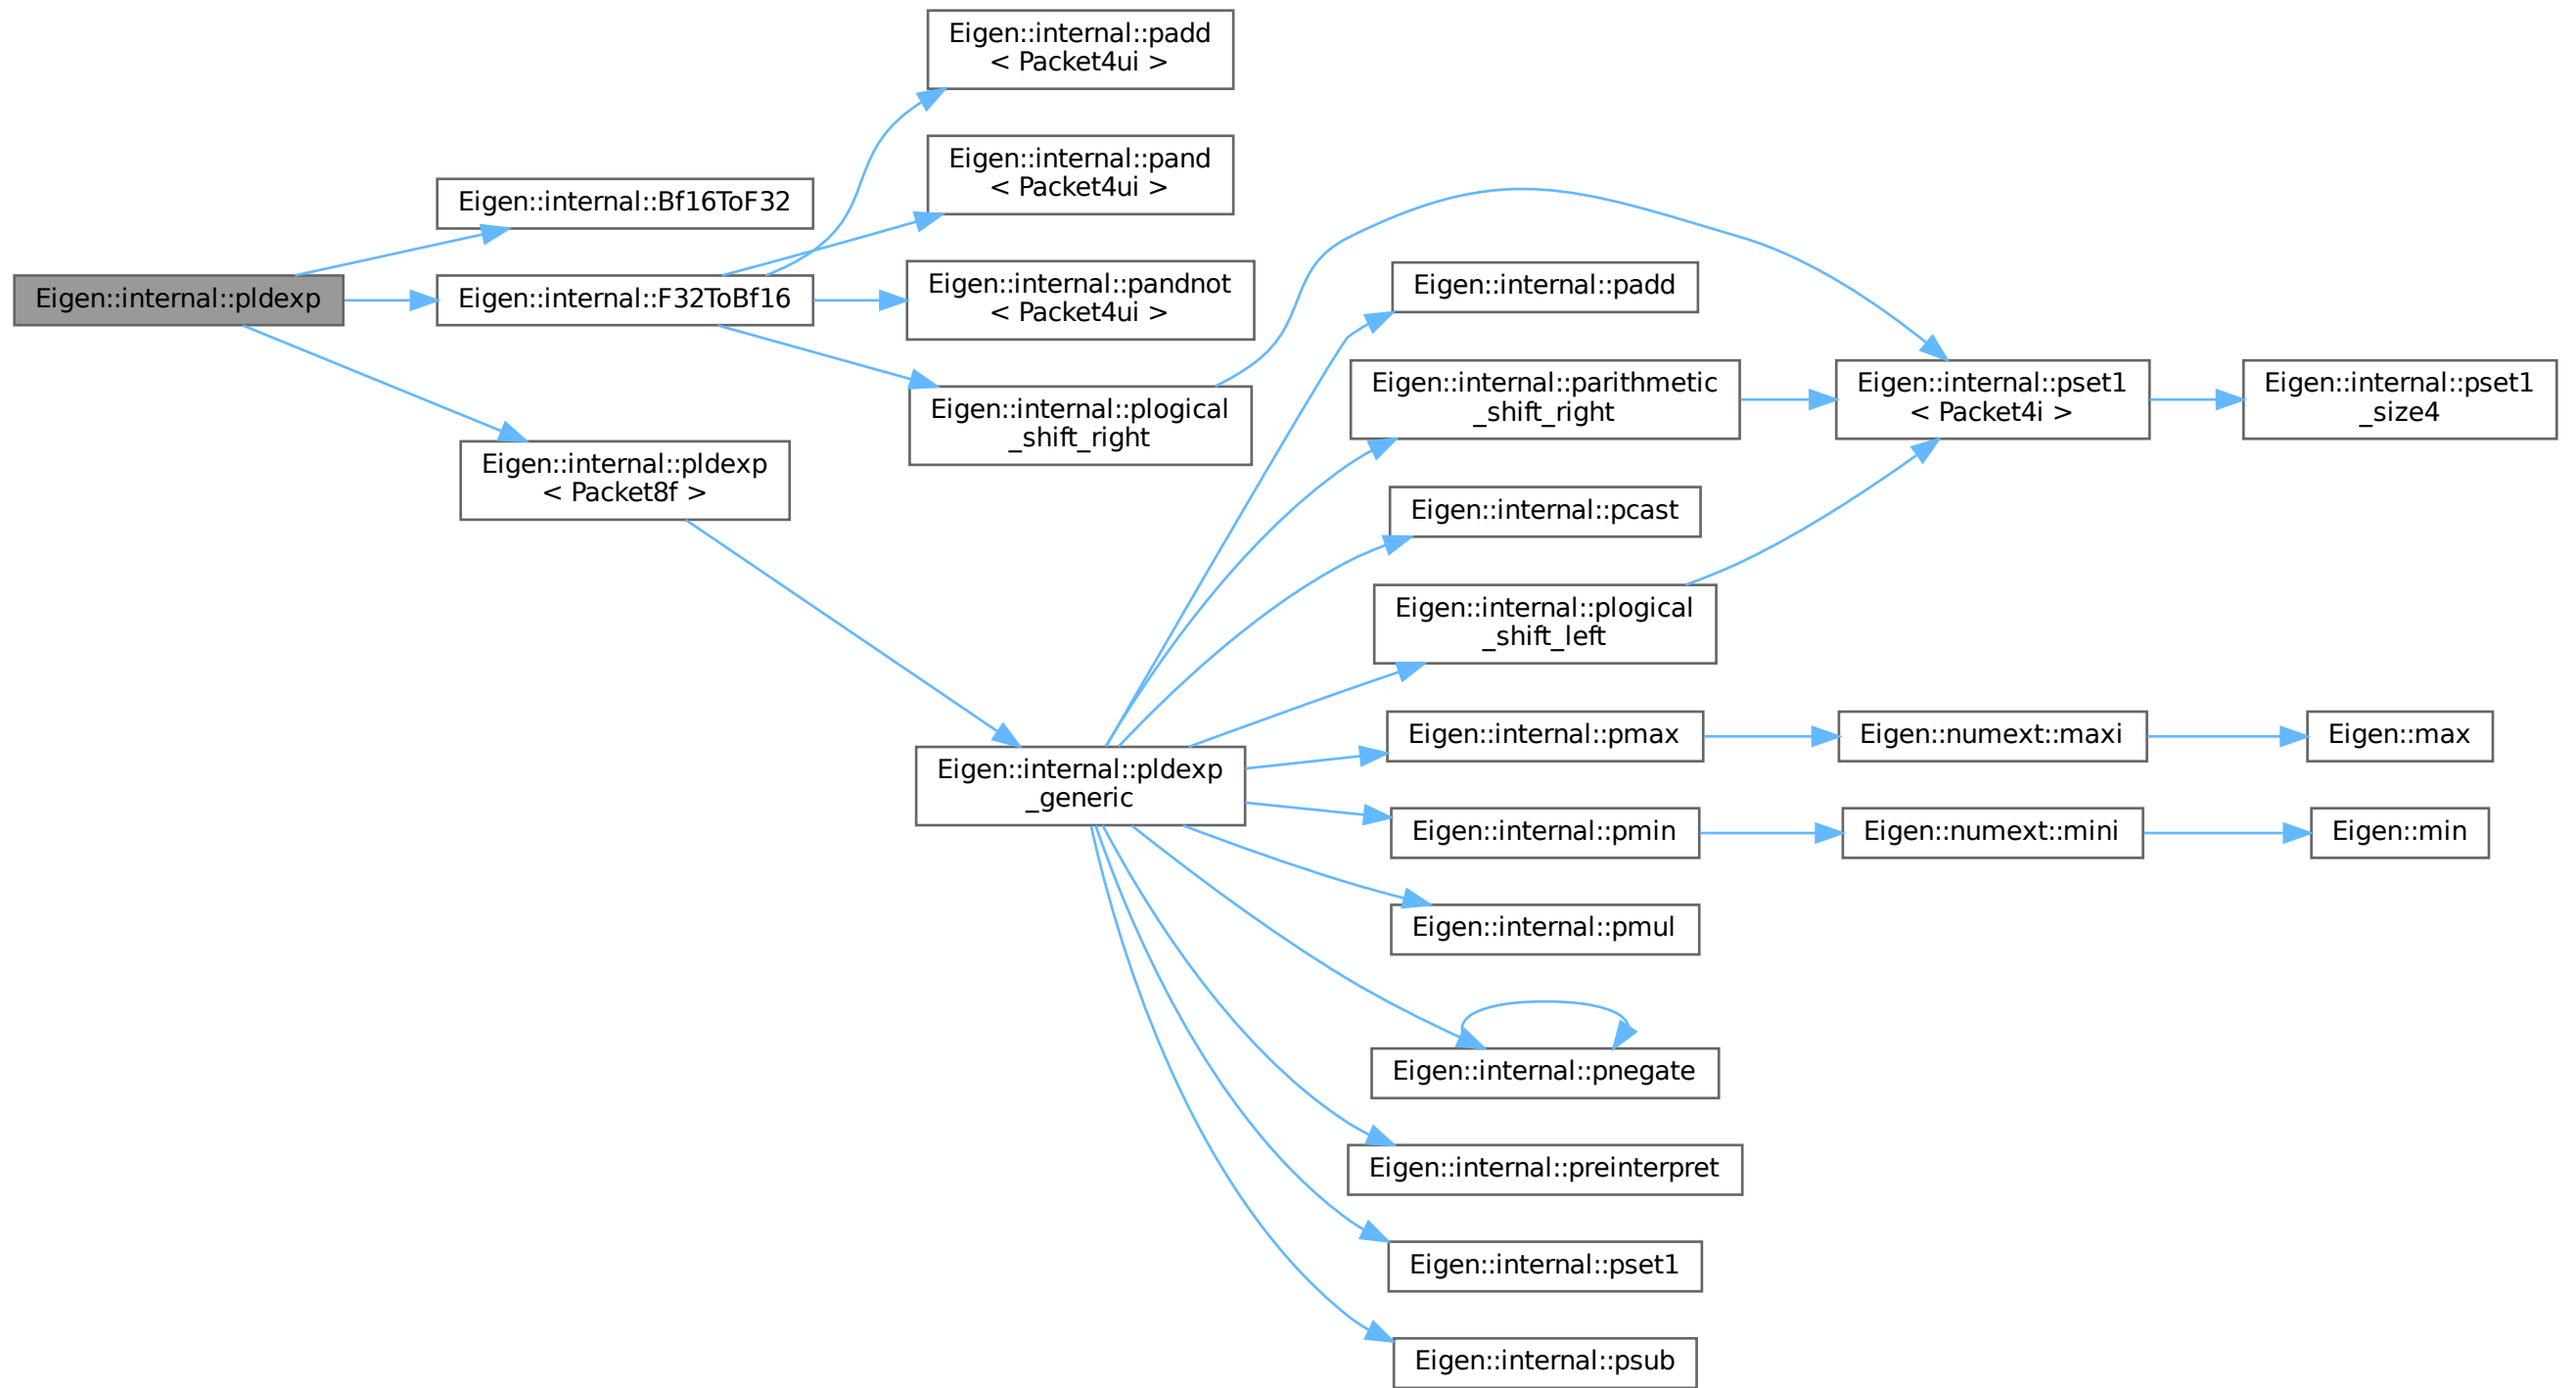 Eigen::internal::pldexp
Eigen::internal::Bf16ToF32
Eigen::internal::F32ToBf16
Eigen::internal::pldexp
< Packet8f >
Eigen::internal::padd
< Packet4ui >
Eigen::internal::pand
< Packet4ui >
Eigen::internal::pandnot
< Packet4ui >
Eigen::internal::plogical
_shift_right
Eigen::internal::pldexp
_generic
Eigen::internal::padd
Eigen::internal::parithmetic
_shift_right
Eigen::internal::pcast
Eigen::internal::plogical
_shift_left
Eigen::internal::pmax
Eigen::internal::pmin
Eigen::internal::pmul
Eigen::internal::pnegate
Eigen::internal::preinterpret
Eigen::internal::pset1
Eigen::internal::psub
Eigen::internal::pset1
< Packet4i >
Eigen::numext::maxi
Eigen::numext::mini
Eigen::internal::pset1
_size4
Eigen::max
Eigen::min